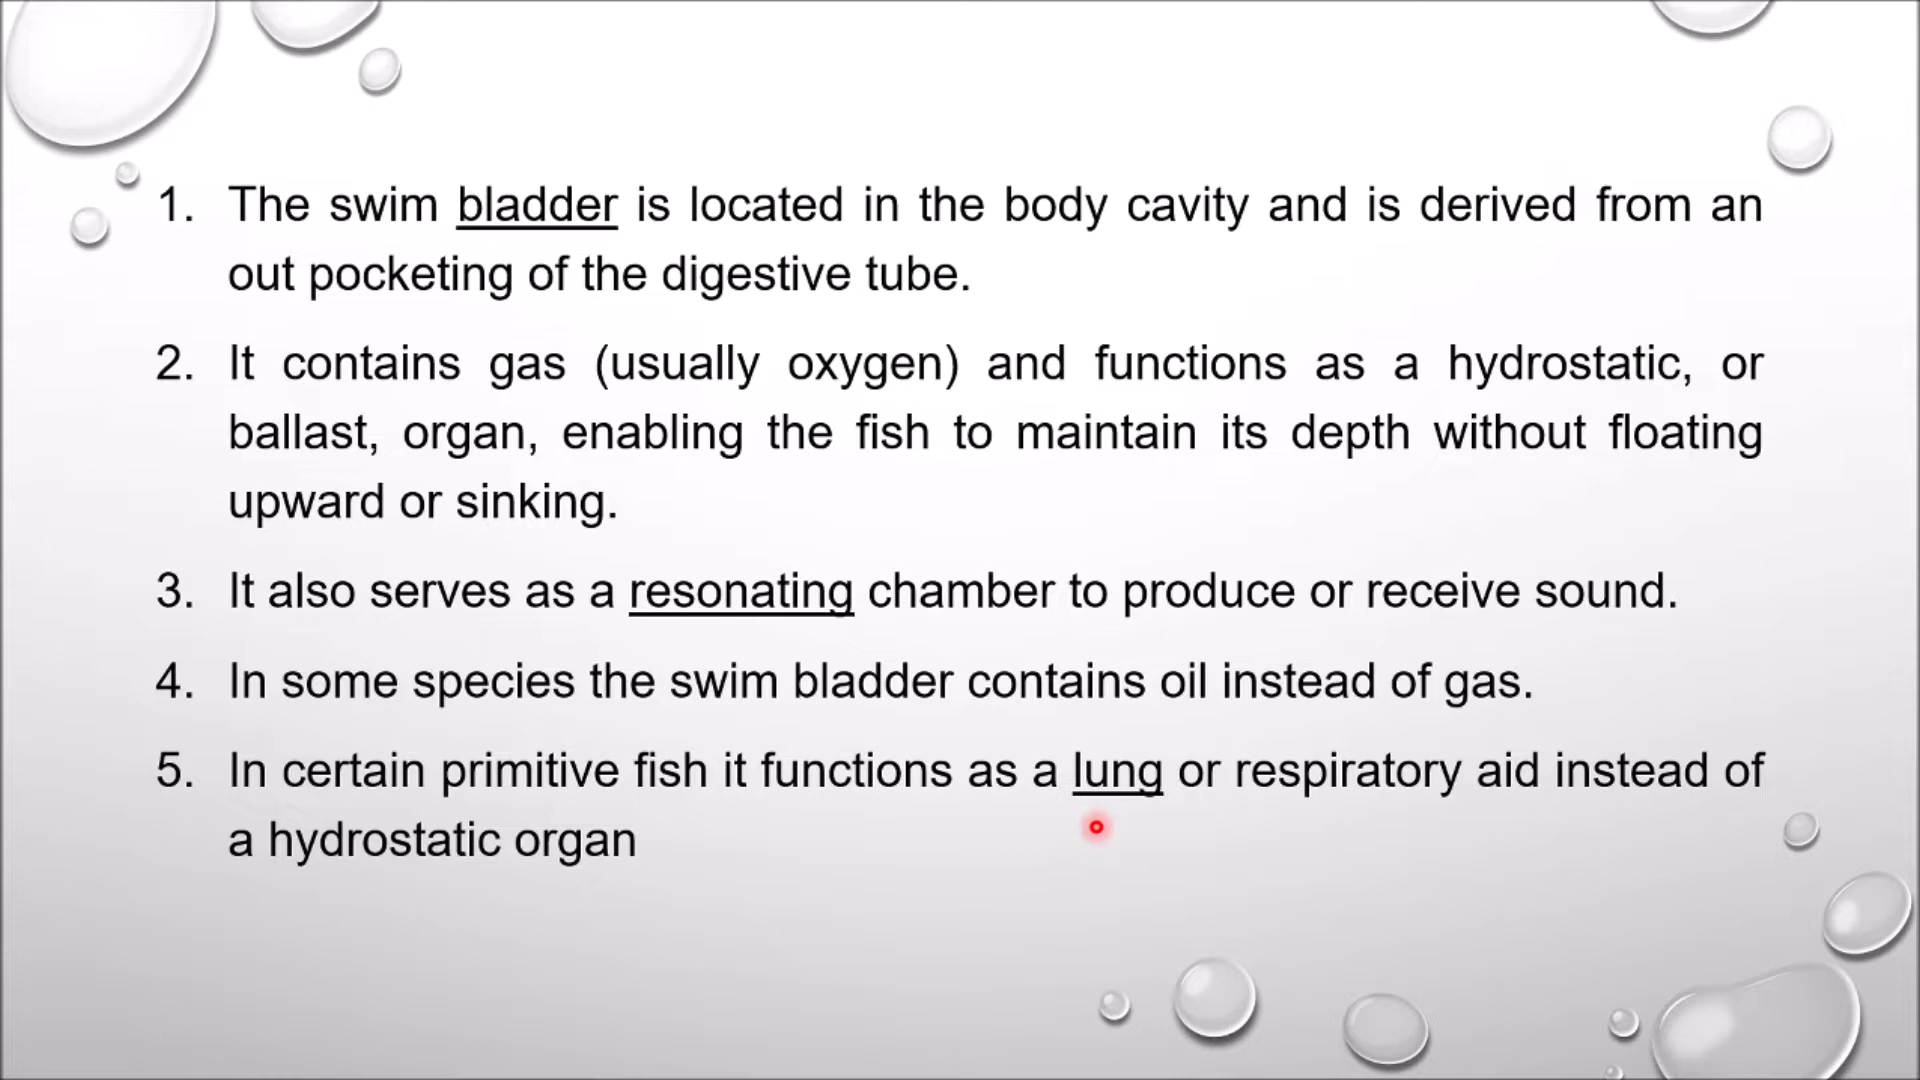 1. The swim bladder is located in the body cavity and is derived from an
out pocketing of the digestive tube.
2. It contains gas (usually oxygen) and functions as a hydrostatic, or
ballast, organ, enabling the fish to maintain its depth without floating
upward or sinking.
3. It also serves as a resonating chamber to produce or receive sound.
4. In some species the swim bladder contains oil instead of gas.
5. In certain primitive fish it functions as a lung or respiratory aid instead of
a hydrostatic organ